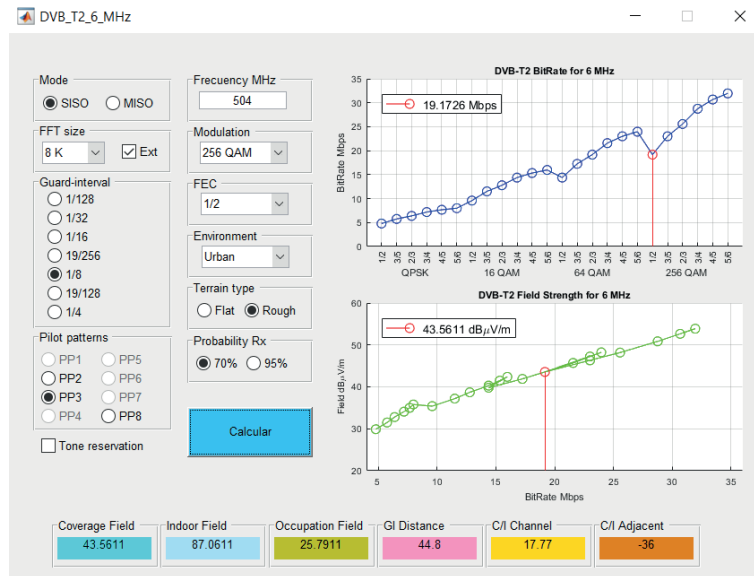 DVB_T2_6_MHz
Mode
SISO MISO
FFT size
8 K Ext
Guard-interval
1/128
1/32
1/16
19/256
1/8
19/128
1/4
Pilot patterns
PP1 PP5
PP2 PP6
PP3 PP7
PP4 PP8
Tone reservation
Frecuency MHz
504
Modulation
256 QAM
FEC
1/2
Environment
Urban
Terrain type
Flat Rough
Probability Rx
70% 95%
Calcular
DVB-T2 BitRate for 6 MHz
19.1726 Mbps
BitRate Mbps
35
30
25
20
15
10
5
0
1/2 3/5 2/3 3/4 4/5 5/6 1/2 3/5 2/3 3/4 4/5 5/6 1/2 3/5 2/3 3/4 4/5 5/6 1/2 3/5 2/3 3/4 4/5 5/6
QPSK 16 QAM 64 QAM 256 QAM
DVB-T2 Field Strength for 6 MHz
43.5611 dBμV/m
Field dBμV/m
60
50
40
30
20
5 10 15 20 25 30 35
BitRate Mbps
Coverage Field Indoor Field Occupation Field GI Distance C/I Channel C/I Adjacent
43.5611 87.0611 25.7911 44.8 17.77 -36